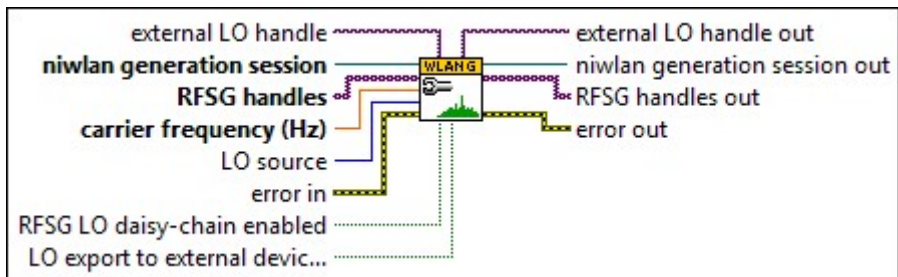 external LO handle
niwlan generation session
RFSG handles
carrier frequency (Hz)
LO source
error in
RFSG LO daisy-chain enabled
LO export to external devic...
WLAN G
external LO handle out
niwlan generation session out
RFSG handles out
error out